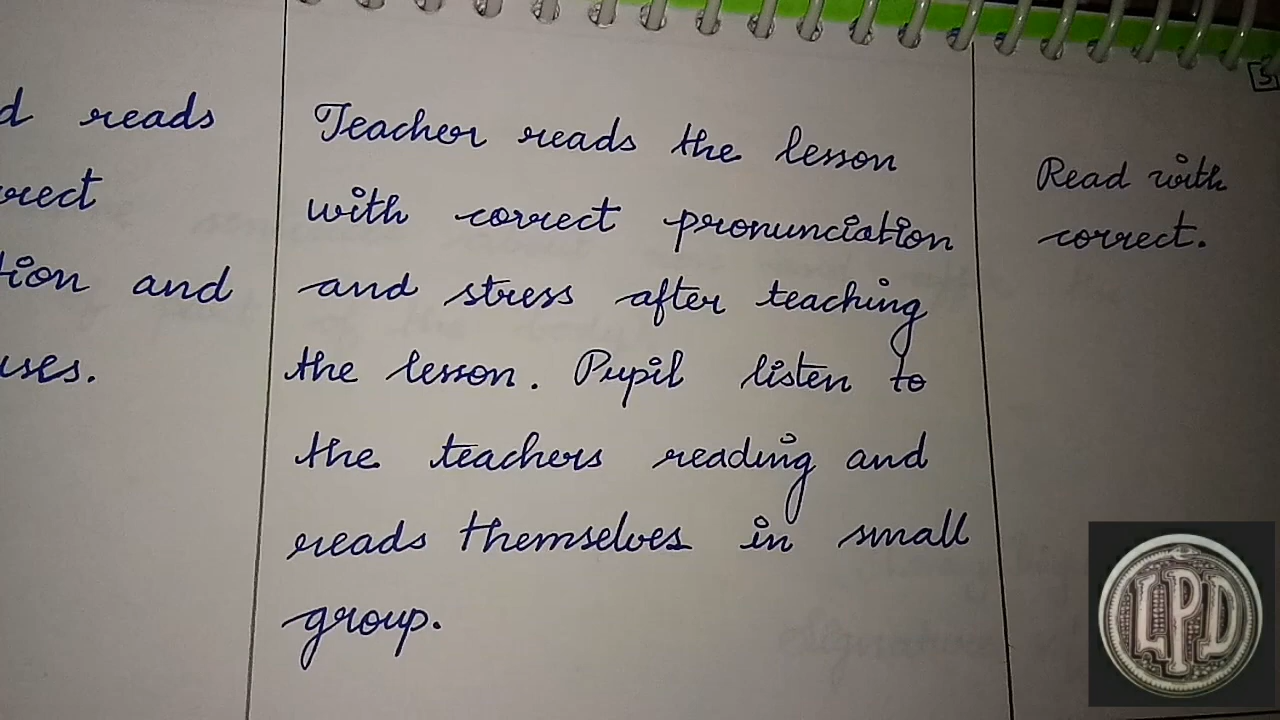 d reads
rect
tion and
uses.
Teacher reads the lesson
with correct pronunciation
and stress after teaching
the lesson. Pupil listen to
the teachers reading and
reads themselves in small
group.
Read with
correct.
5
LPD